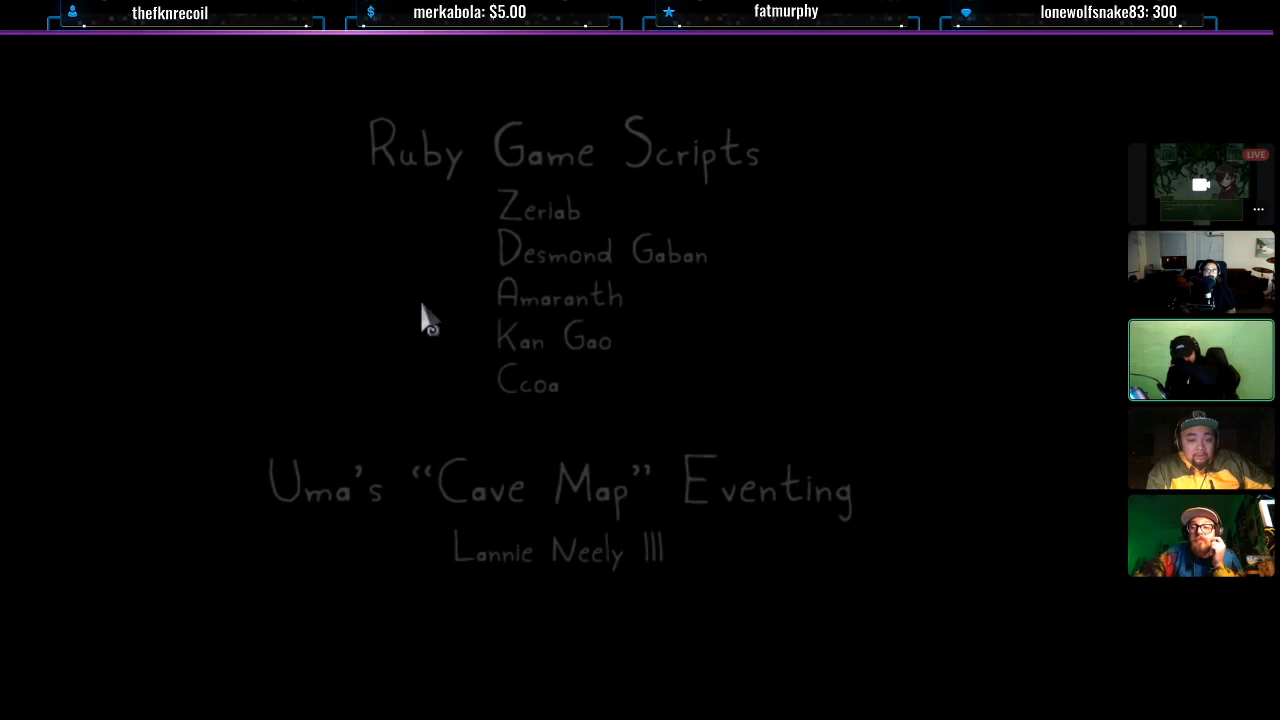 thefknrecoil
merkabola: $5.00
fatmurphy
lonewolfsnake83: 300
Ruby Game Scripts
Zeriab
Desmond Gaban
Amaranth
Kan Gao
Ccoa
Uma's “Cave Map” Eventing
Lannie Neely III
LIVE